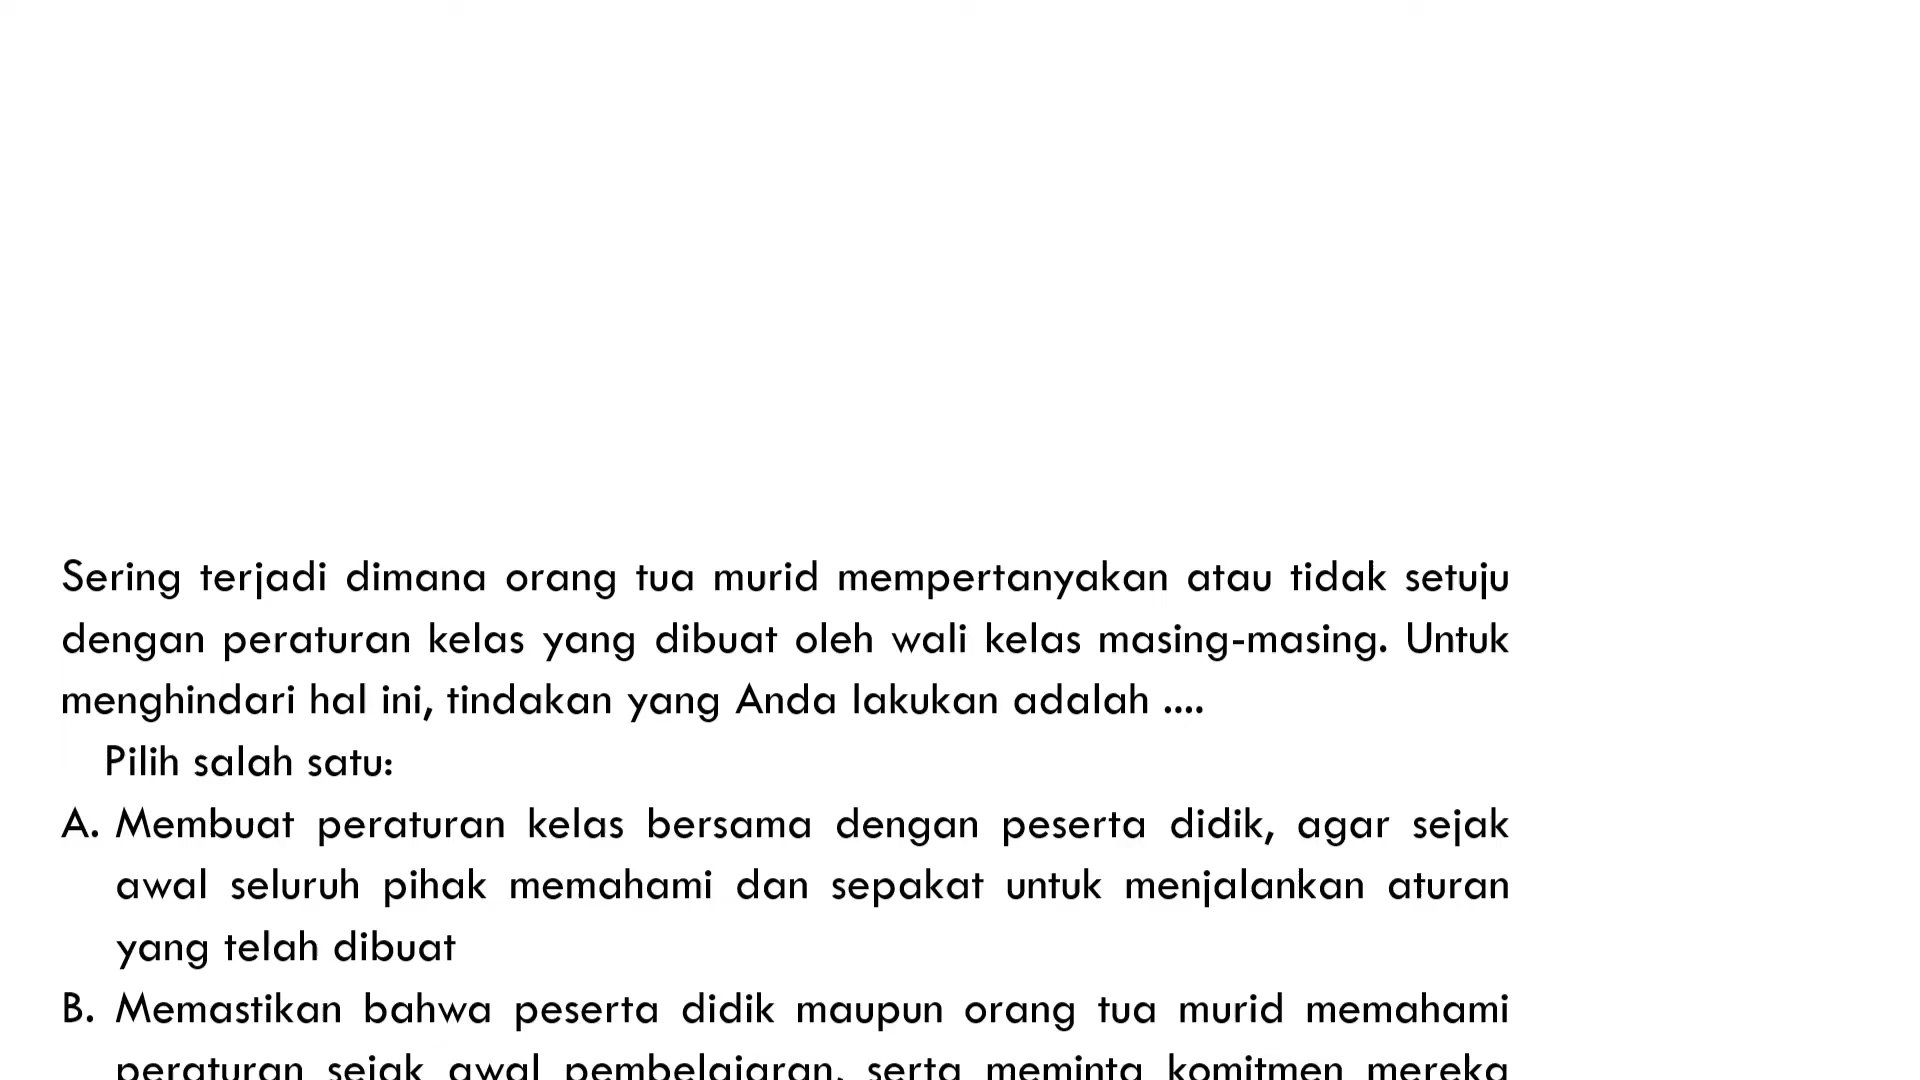 Sering terjadi dimana orang tua murid mempertanyakan atau tidak setuju
dengan peraturan kelas yang dibuat oleh wali kelas masing-masing. Untuk
menghindari hal ini, tindakan yang Anda lakukan adalah ....
Pilih salah satu:
A. Membuat peraturan kelas bersama dengan peserta didik, agar sejak
awal seluruh pihak memahami dan sepakat untuk menjalankan aturan
yang telah dibuat
B. Memastikan bahwa peserta didik maupun orang tua murid memahami
peraturan sejak awal pembelajaran, serta meminta komitmen mereka